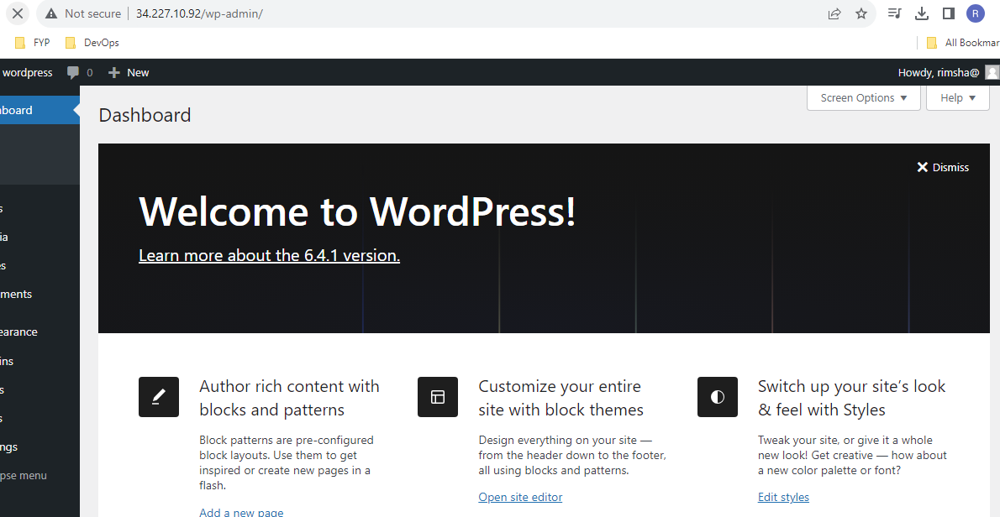 Not secure 34.227.10.92/wp-admin/ R
FYP DevOps All Bookmar
wordpress 0 New Howdy, rimsha@
board
Screen Options Help
Dashboard
Dismiss
Welcome to WordPress!
Learn more about the 6.4.1 version.
s
ia
es
ments
earance
ins
s
s
ngs
pse menu
Author rich content with
blocks and patterns
Block patterns are pre-configured
block layouts. Use them to get
inspired or create new pages in a
flash.
Add a new page
Customize your entire
site with block themes
Design everything on your site —
from the header down to the footer,
all using blocks and patterns.
Open site editor
Switch up your site’s look
& feel with Styles
Tweak your site, or give it a whole
new look! Get creative — how about
a new color palette or font?
Edit styles